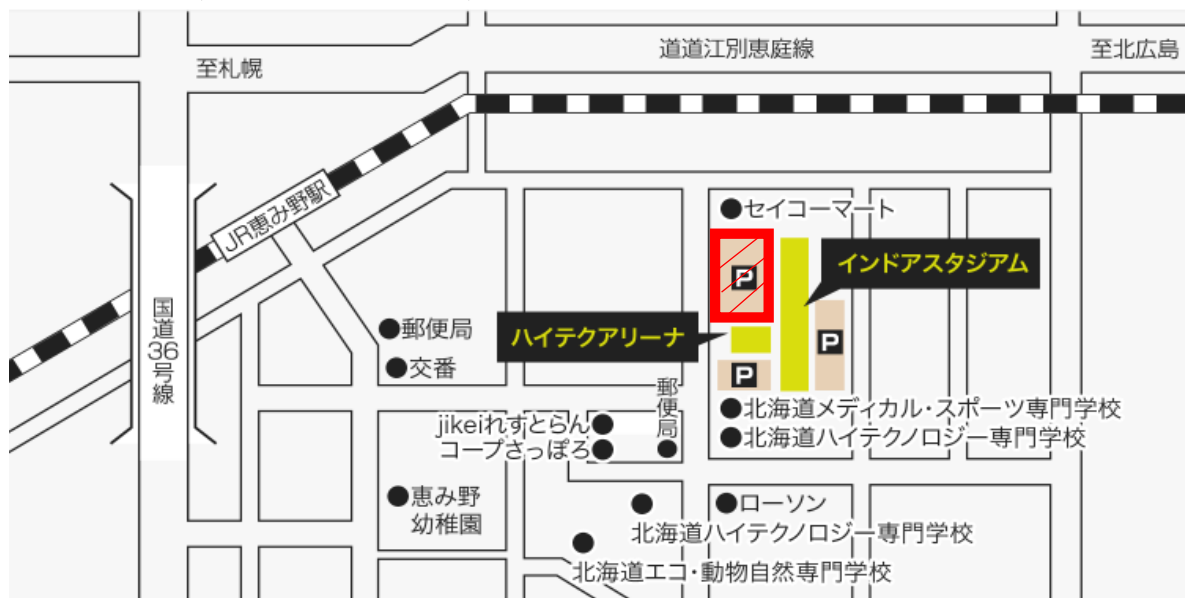 道道江別恵庭線
至北広島
至札幌
JR恵み野駅
セイコーマート
P
インドアスタジアム
国道36号線
郵便局
ハイテクアリーナ
P
交番
P
郵便局
北海道メディカル・スポーツ専門学校
jikeiれすとらん
北海道ハイテクノロジー専門学校
コープさっぽろ
恵み野
幼稚園
ローソン
北海道ハイテクノロジー専門学校
北海道エコ・動物自然専門学校